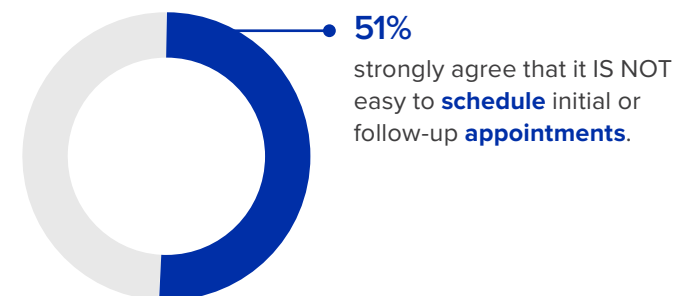 51%
strongly agree that it IS NOT
easy to schedule initial or
follow-up appointments.